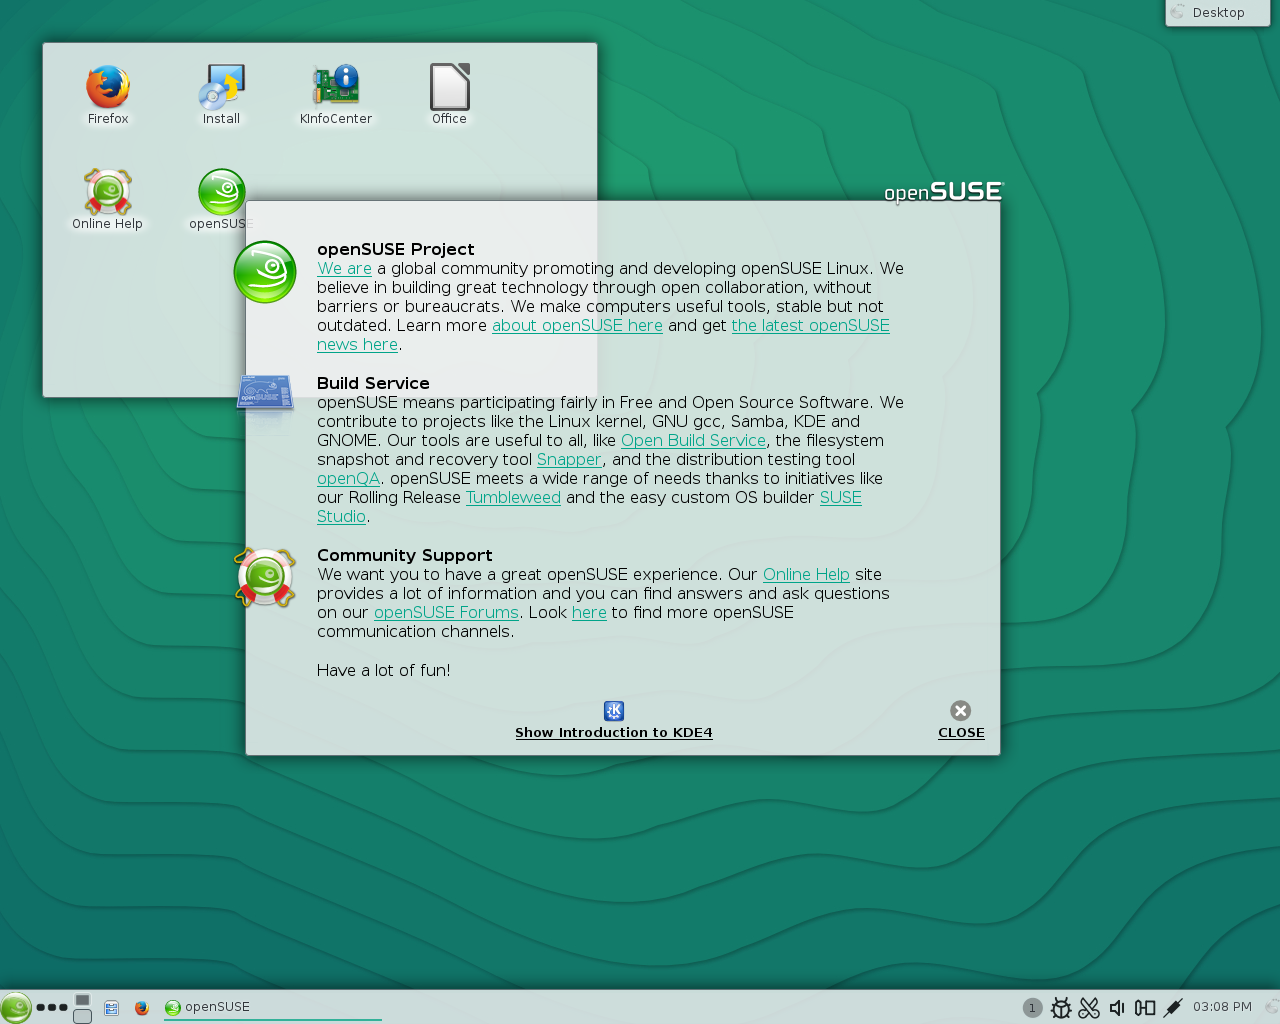 Desktop
Firefox
Install
KInfoCenter
Office
Online Help
openSUSE
openSUSE
openSUSE Project
We are a global community promoting and developing openSUSE Linux. We
believe in building great technology through open collaboration, without
barriers or bureaucrats. We make computers useful tools, stable but not
outdated. Learn more about openSUSE here and get the latest openSUSE
news here.
Build Service
openSUSE means participating fairly in Free and Open Source Software. We
contribute to projects like the Linux kernel, GNU gcc, Samba, KDE and
GNOME. Our tools are useful to all, like Open Build Service, the filesystem
snapshot and recovery tool Snapper, and the distribution testing tool
openQA. openSUSE meets a wide range of needs thanks to initiatives like
our Rolling Release Tumbleweed and the easy custom OS builder SUSE
Studio.
Community Support
We want you to have a great openSUSE experience. Our Online Help site
provides a lot of information and you can find answers and ask questions
on our openSUSE Forums. Look here to find more openSUSE
communication channels.
Have a lot of fun!
Show Introduction to KDE4
CLOSE
openSUSE
1
03:08 PM